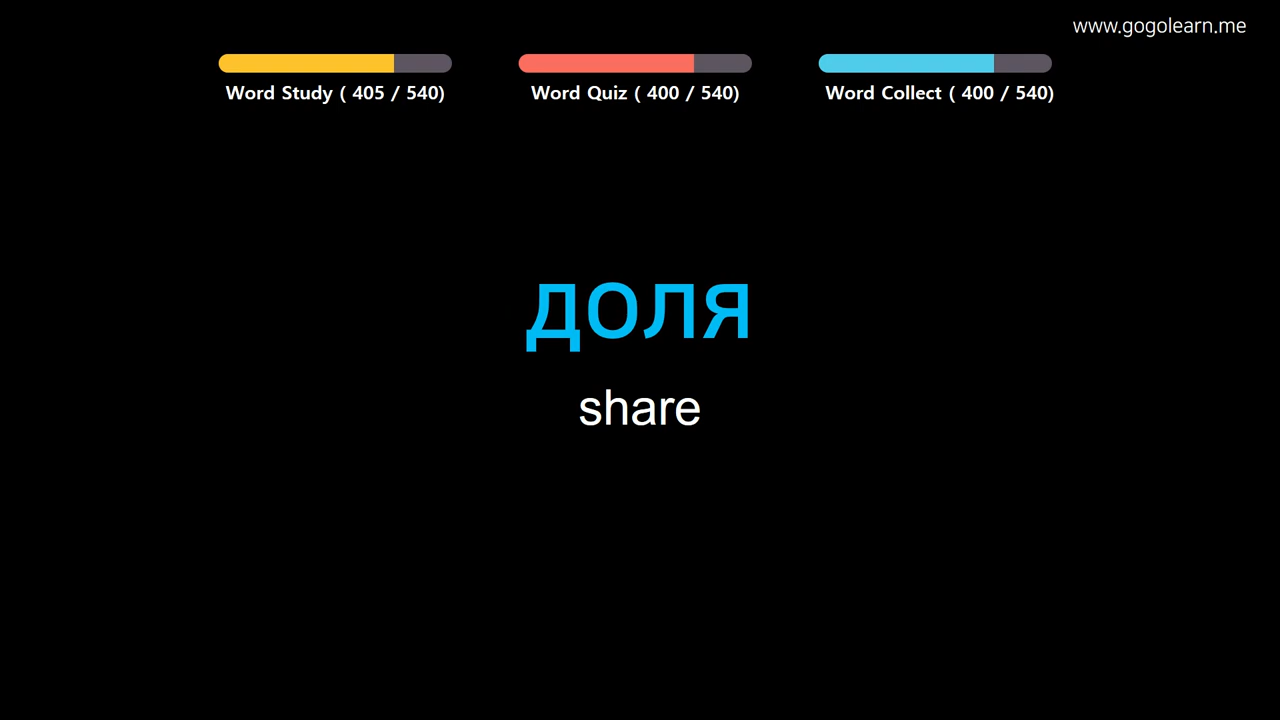 www.gogolearn.me
Word Study ( 405 / 540)
Word Quiz ( 400 / 540)
Word Collect ( 400 / 540)
доля
share